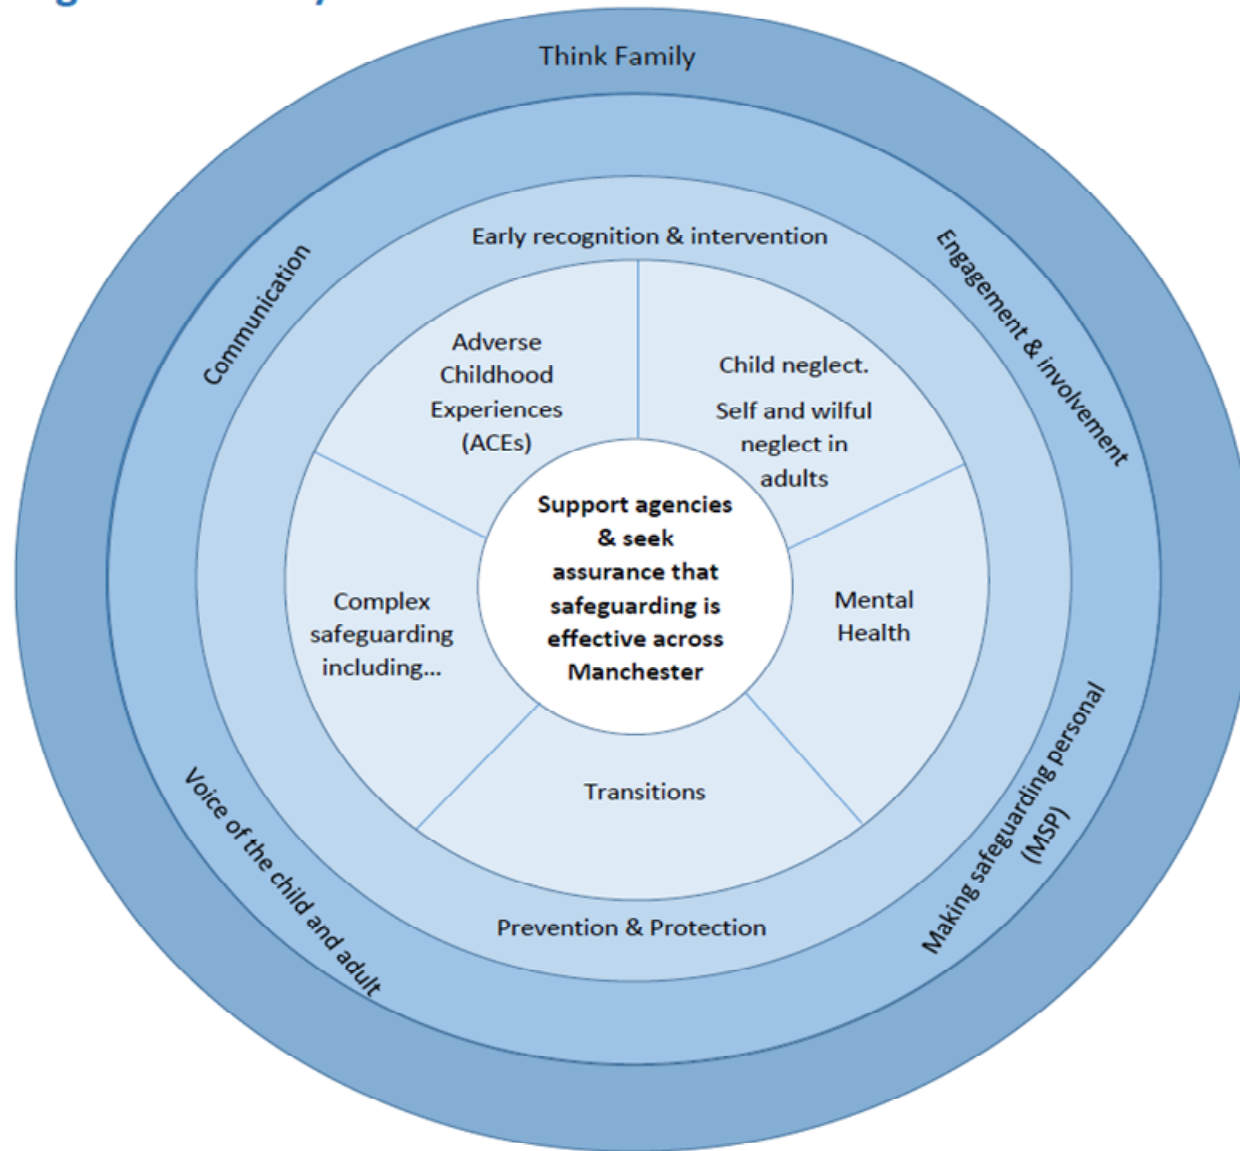 Think Family
Communication
Engagement & involvement
Early recognition & intervention
Adverse
Childhood
Experiences
(ACEs)
Child neglect.
Self and wilful
neglect in
adults
Support agencies
& seek
assurance that
safeguarding is
effective across
Manchester
Complex
safeguarding
including...
Mental
Health
Transitions
Voice of the child and adult
Making safeguarding personal
(MSP)
Prevention & Protection